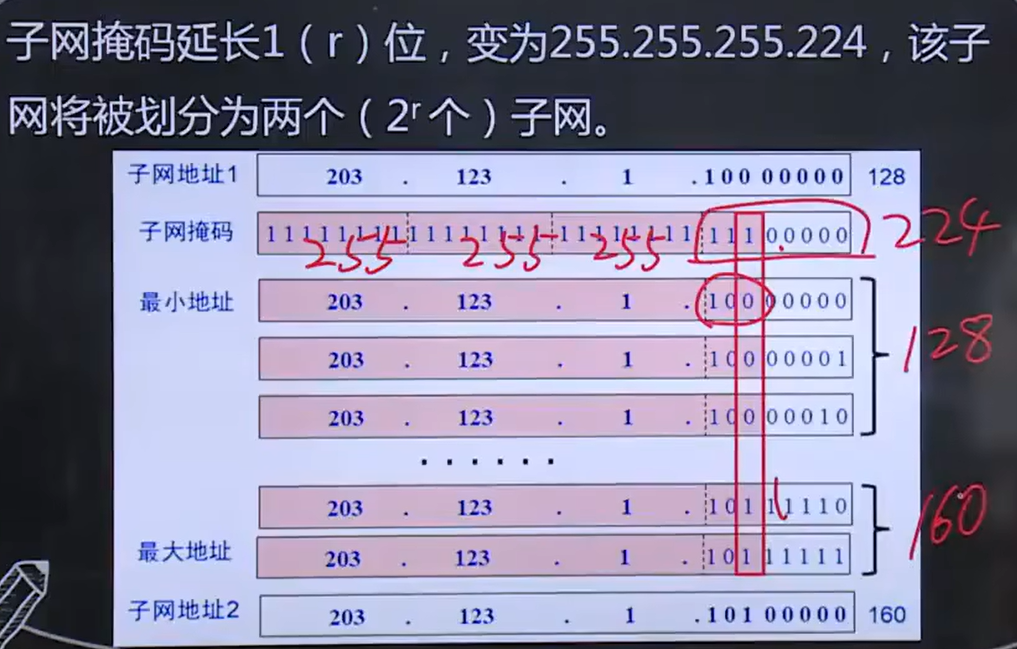 子网掩码延长1（r）位，变为255.255.255.224，该子
网将被划分为两个（2ʳ个）子网。
子网地址1 203 . 123 . 1 .100 00000 128
子网掩码 11111111 11111111 11111111 111 00000 224
255 255 255
最小地址 203 . 123 . 1 . 100 00000
203 . 123 . 1 . 100 00001 128
203 . 123 . 1 . 100 00010
· · · · · ·
203 . 123 . 1 . 101 11110
160
最大地址 203 . 123 . 1 . 101 11111
子网地址2 203 . 123 . 1 .101 00000 160